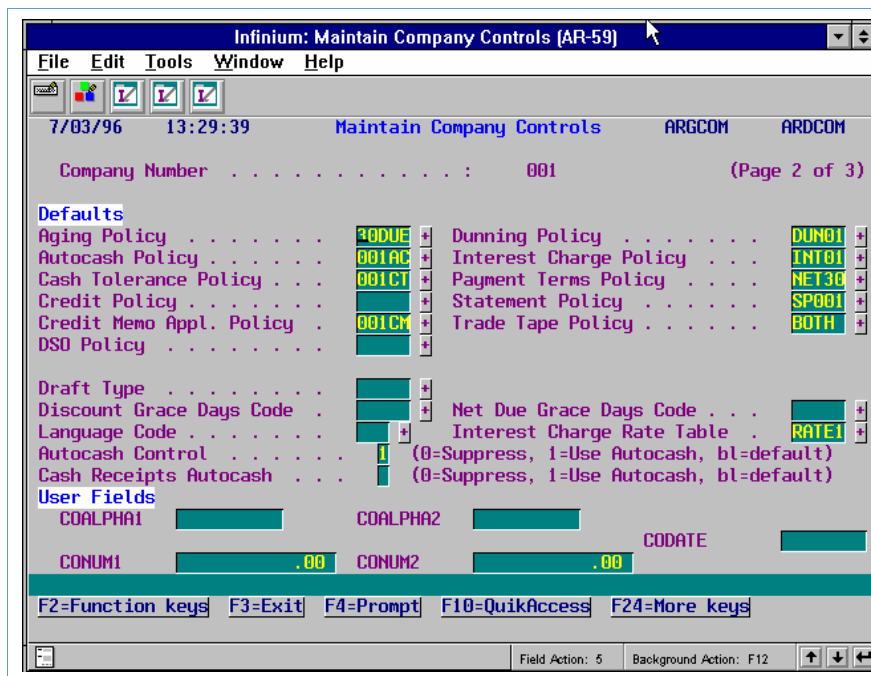 Infinium: Maintain Company Controls (AR-59)
File Edit Tools Window Help
7/03/96 13:29:39 Maintain Company Controls ARGCOM ARDCOM
Company Number . . . . . . . . . . . : 001 (Page 2 of 3)
Defaults
Aging Policy . . . . . . . 30DUE + Dunning Policy . . . . . . . DUN01 +
Autocash Policy . . . . . . 001AC + Interest Charge Policy . . . INT01 +
Cash Tolerance Policy . . . 001CT + Payment Terms Policy . . . . NET30 +
Credit Policy . . . . . . . + Statement Policy . . . . . . SP001 +
Credit Memo Appl. Policy . 001CM + Trade Tape Policy . . . . . . BOTH +
DSO Policy . . . . . . . . +
Draft Type . . . . . . . . +
Discount Grace Days Code . + Net Due Grace Days Code . . . +
Language Code . . . . . . . + Interest Charge Rate Table . RATE1 +
Autocash Control . . . . . . 1 (0=Suppress, 1=Use Autocash, bl=default)
Cash Receipts Autocash . . . (0=Suppress, 1=Use Autocash, bl=default)
User Fields
COALPHA1 COALPHA2
CODATE
CONUM1 .00 CONUM2 .00
F2=Function keys F3=Exit F4=Prompt F10=QuikAccess F24=More keys
Field Action: 5 Background Action: F12